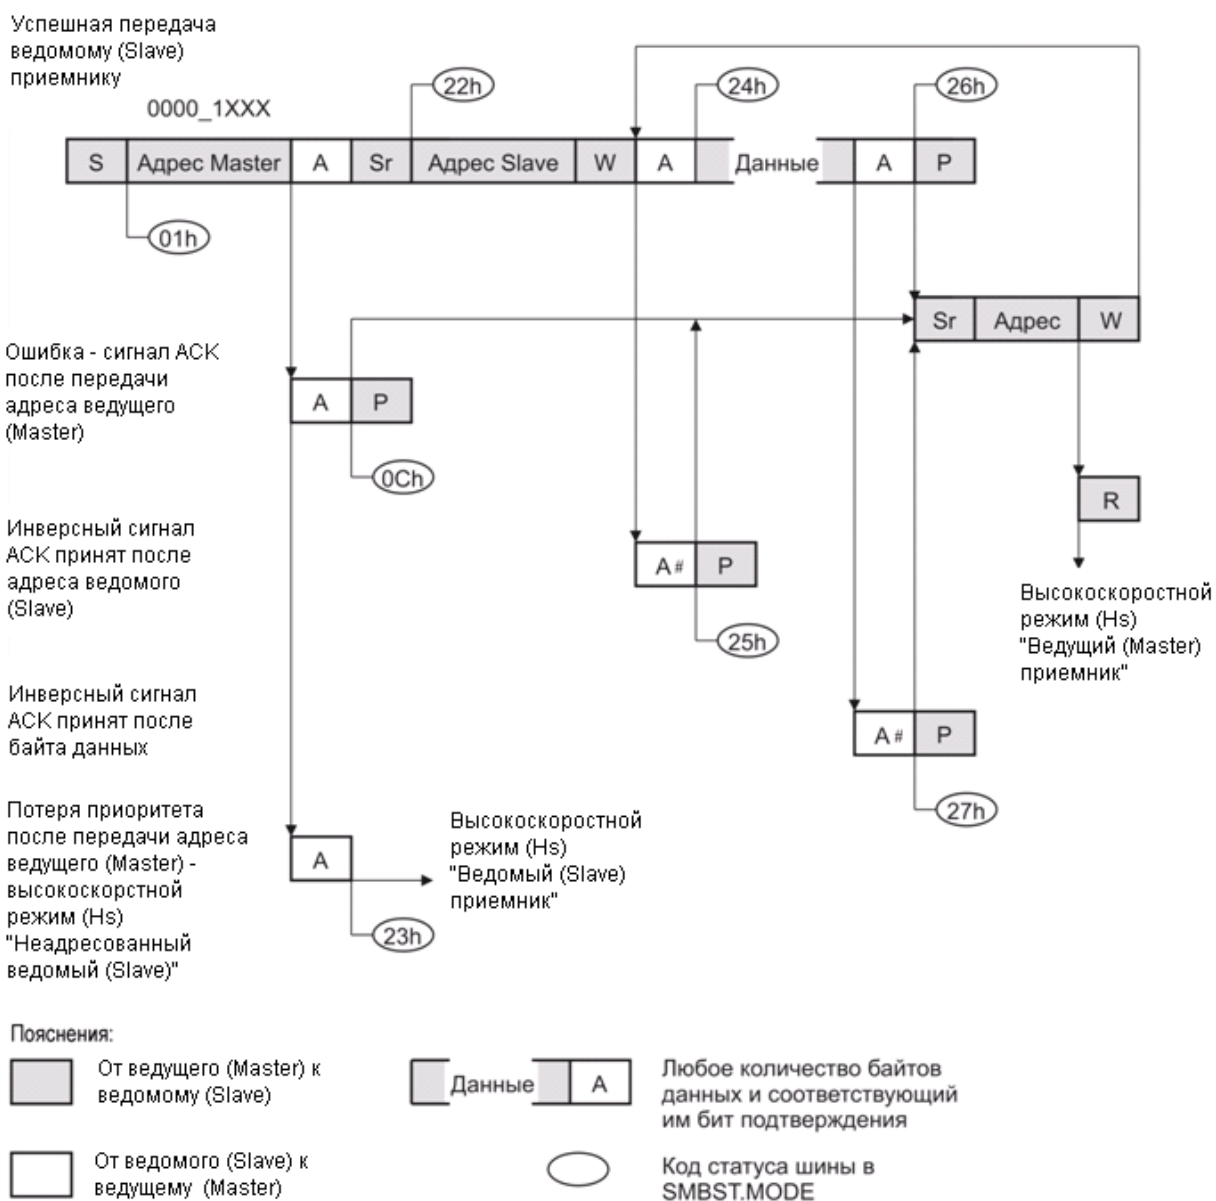 Успешная передача
ведомому (Slave)
приемнику
22h
24h
26h
0000_1XXX
S Адрес Master A Sr Адрес Slave W A Данные A P
01h
Sr Адрес W
Ошибка - сигнал ACK
после передачи
адреса ведущего
(Master)
A P
0Ch
R
Инверсный сигнал
ACK принят после
адреса ведомого
(Slave)
A# P
25h
Высокоскоростной
режим (Hs)
"Ведущий (Master)
приемник"
Инверсный сигнал
ACK принят после
байта данных
A# P
27h
Потеря приоритета
после передачи адреса
ведущего (Master) -
высокоскорстной
режим (Hs)
"Неадресованный
ведомый (Slave)"
A
23h
Высокоскоростной
режим (Hs)
"Ведомый (Slave)
приемник"
Пояснения:
От ведущего (Master) к
ведомому (Slave)
Данные A
Любое количество байтов
данных и соответствующий
им бит подтверждения
От ведомого (Slave) к
ведущему (Master)
Код статуса шины в
SMBST.MODE